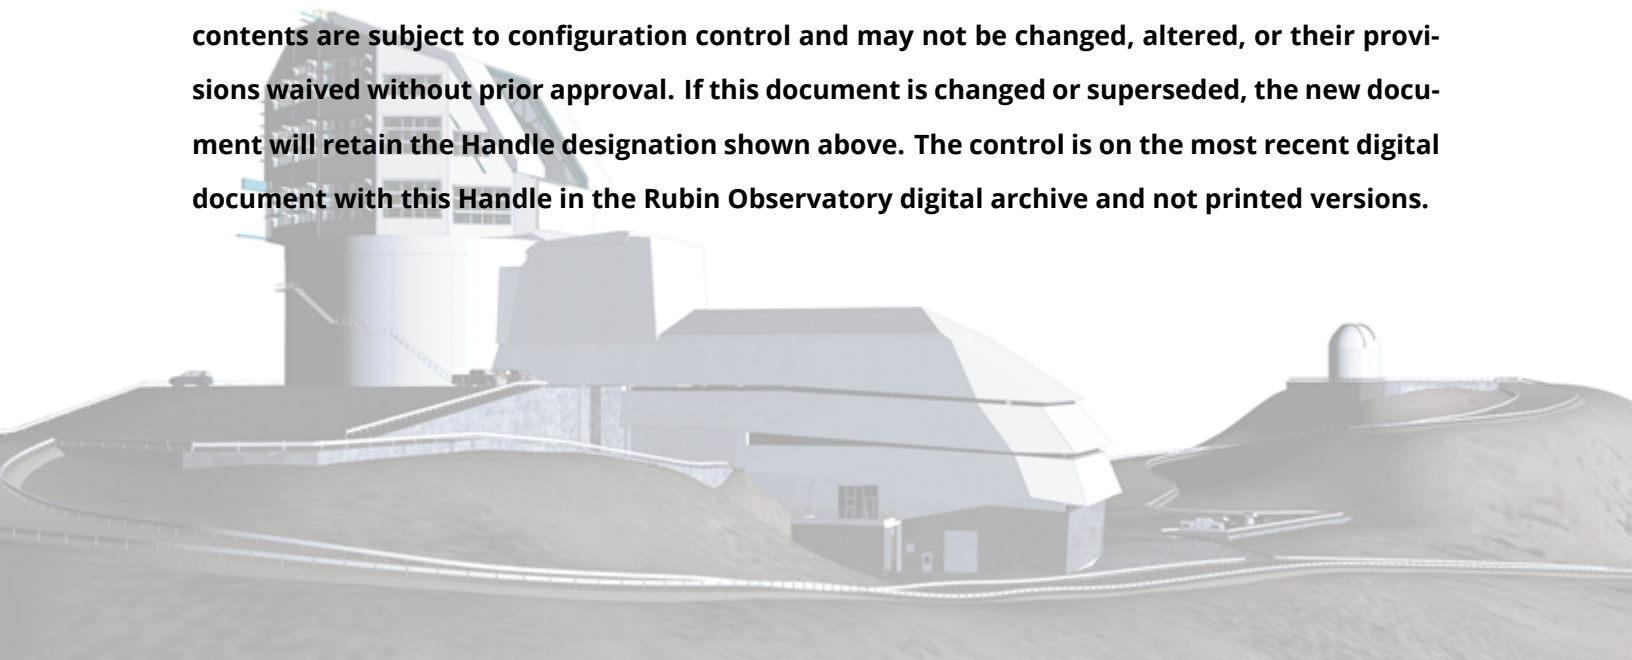 contents are subject to configuration control and may not be changed, altered, or their provi-
sions waived without prior approval. If this document is changed or superseded, the new docu-
ment will retain the Handle designation shown above. The control is on the most recent digital
document with this Handle in the Rubin Observatory digital archive and not printed versions.